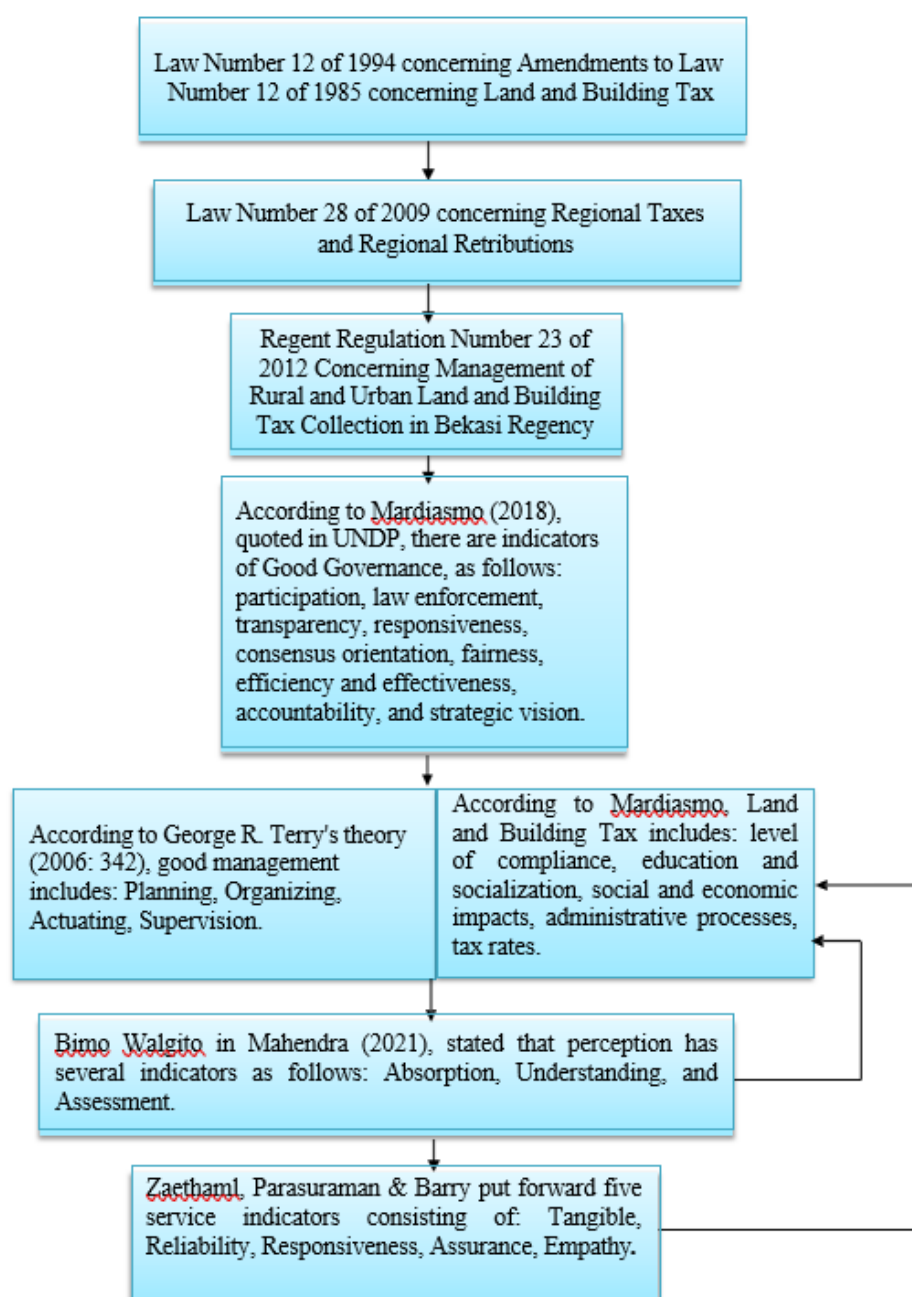 Law Number 12 of 1994 concerning Amendments to Law
Number 12 of 1985 concerning Land and Building Tax
Law Number 28 of 2009 concerning Regional Taxes
and Regional Retributions
Regent Regulation Number 23 of
2012 Concerning Management of
Rural and Urban Land and Building
Tax Collection in Bekasi Regency
According to Mardiasmo (2018),
quoted in UNDP, there are indicators
of Good Governance, as follows:
participation, law enforcement,
transparency, responsiveness,
consensus orientation, fairness,
efficiency and effectiveness,
accountability, and strategic vision.
According to George R. Terry's theory
(2006: 342), good management
includes: Planning, Organizing,
Actuating, Supervision.
According to Mardiasmo, Land
and Building Tax includes: level
of compliance, education and
socialization, social and economic
impacts, administrative processes,
tax rates.
Bimo Walgito in Mahendra (2021), stated that perception has
several indicators as follows: Absorption, Understanding, and
Assessment.
Zaethaml, Parasuraman & Barry put forward five
service indicators consisting of: Tangible,
Reliability, Responsiveness, Assurance, Empathy.